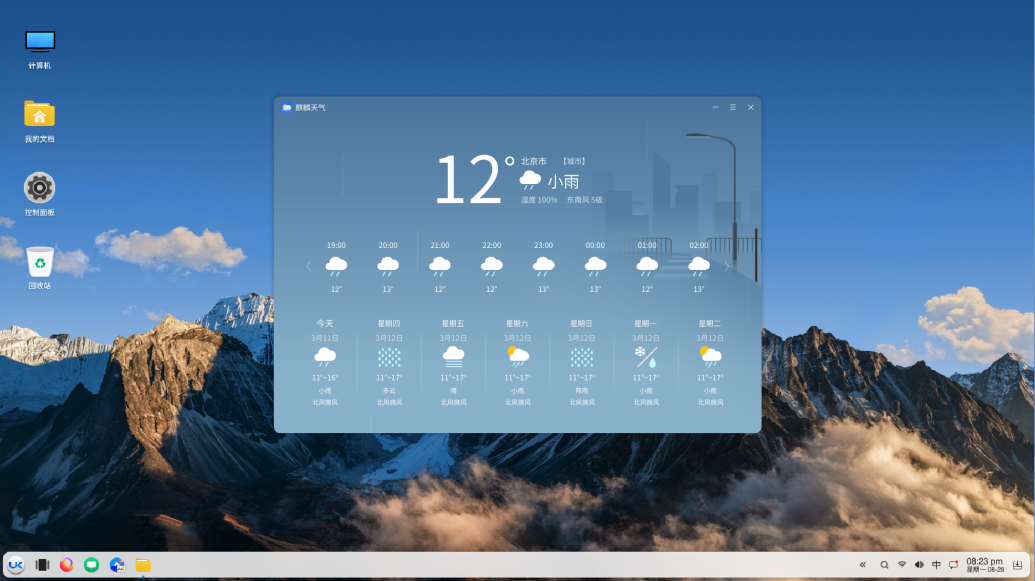 计算机
我的文档
控制面板
回收站
麒麟天气
12°
北京市 【城市】
小雨
湿度 100% 东南风 5级
19:00 20:00 21:00 22:00 23:00 00:00 01:00 02:00
12° 13° 12° 12° 13° 13° 12° 13°
今天 星期四 星期五 星期六 星期日 星期一 星期二
3月11日 3月12日 3月12日 3月12日 3月12日 3月12日 3月12日
11°~16° 11°~17° 11°~17° 11°~17° 11°~17° 11°~17° 11°~17°
小雨 多云 晴 小雨 阵雨 小雨 小雨
北风微风 北风微风 北风微风 北风微风 北风微风 北风微风 北风微风
UK
中
08:23 pm
星期一 08-28